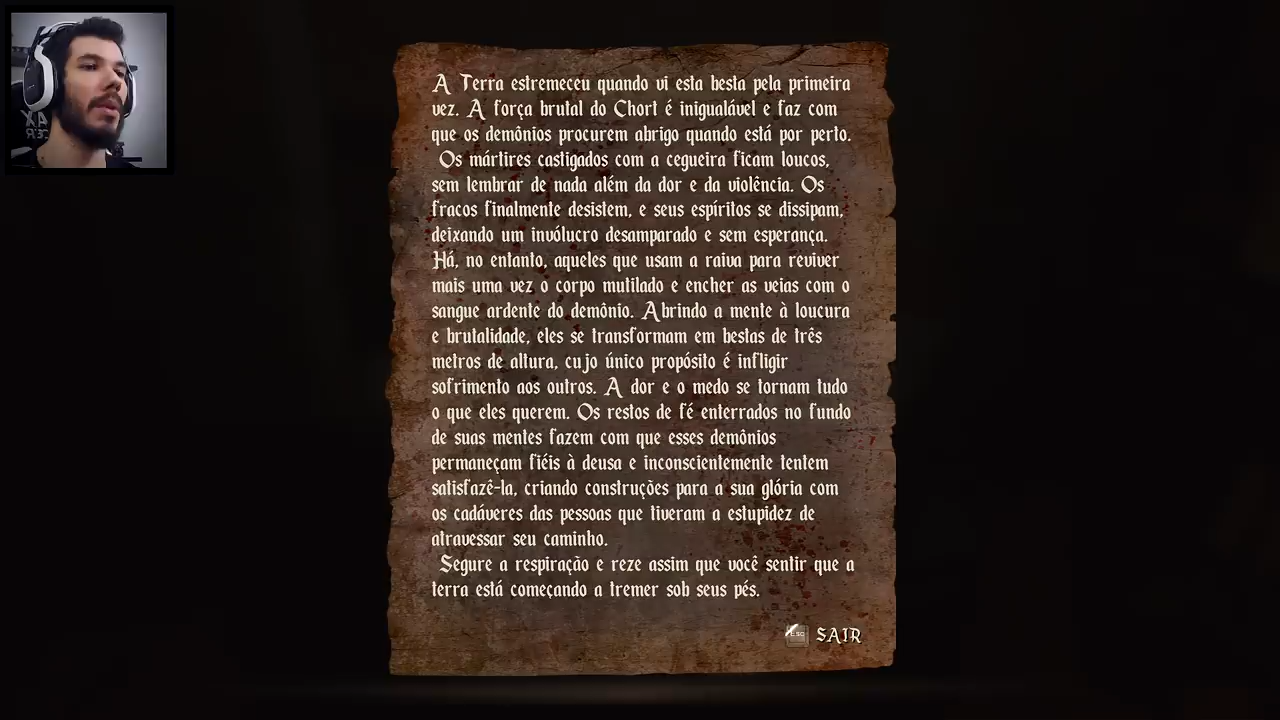 A Terra estremeceu quando vi esta besta pela primeira
vez. A força brutal do Chort é inigualável e faz com
que os demônios procurem abrigo quando está por perto.
Os mártires castigados com a cegueira ficam loucos,
sem lembrar de nada além da dor e da violência. Os
fracos finalmente desistem, e seus espíritos se dissipam,
deixando um invólucro desamparado e sem esperança.
Há, no entanto, aqueles que usam a raiva para reviver
mais uma vez o corpo mutilado e encher as veias com o
sangue ardente do demônio. Abrindo a mente à loucura
e brutalidade, eles se transformam em bestas de três
metros de altura, cujo único propósito é infligir
sofrimento aos outros. A dor e o medo se tornam tudo
o que eles querem. Os restos de fé enterrados no fundo
de suas mentes fazem com que esses demônios
permaneçam fiéis à deusa e inconscientemente tentem
satisfazê-la, criando construções para a sua glória com
os cadáveres das pessoas que tiveram a estupidez de
atravessar seu caminho.
Segure a respiração e reze assim que você sentir que a
terra está começando a tremer sob seus pés.
ESC SAIR